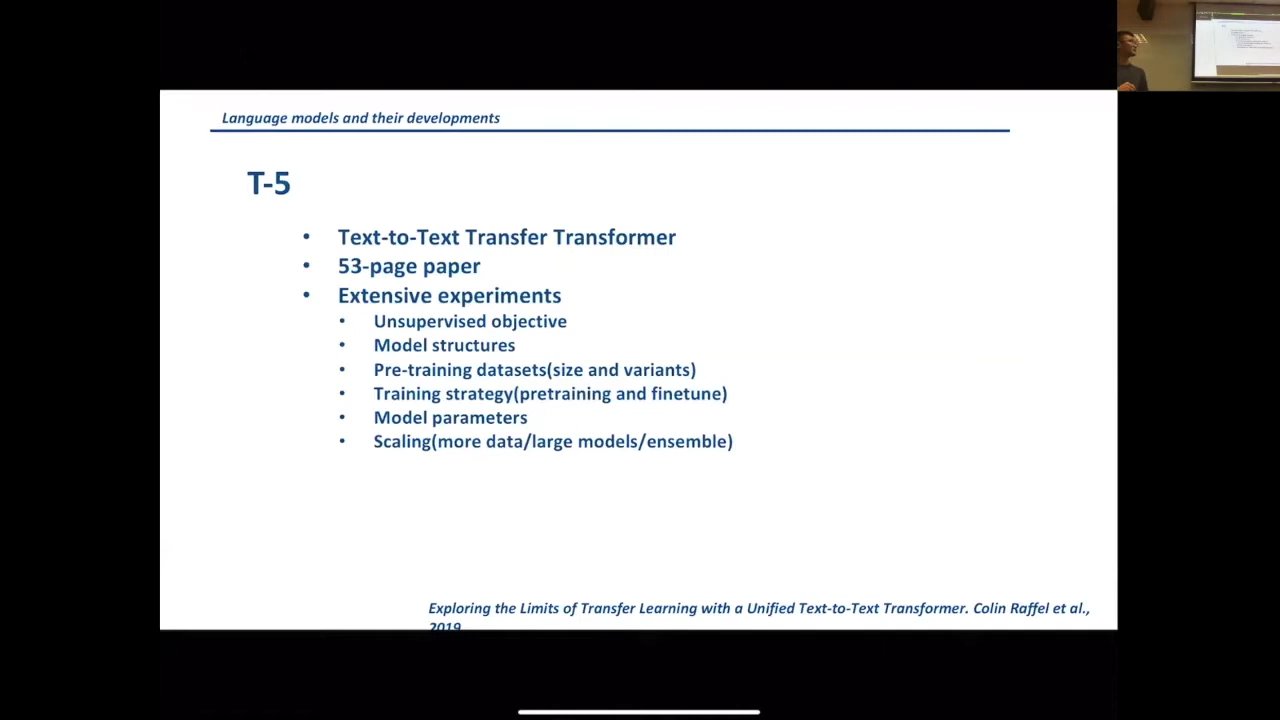 Language models and their developments
T-5
• Text-to-Text Transfer Transformer
• 53-page paper
• Extensive experiments
• Unsupervised objective
• Model structures
• Pre-training datasets(size and variants)
• Training strategy(pretraining and finetune)
• Model parameters
• Scaling(more data/large models/ensemble)
Exploring the Limits of Transfer Learning with a Unified Text-to-Text Transformer. Colin Raffel et al.,
2019